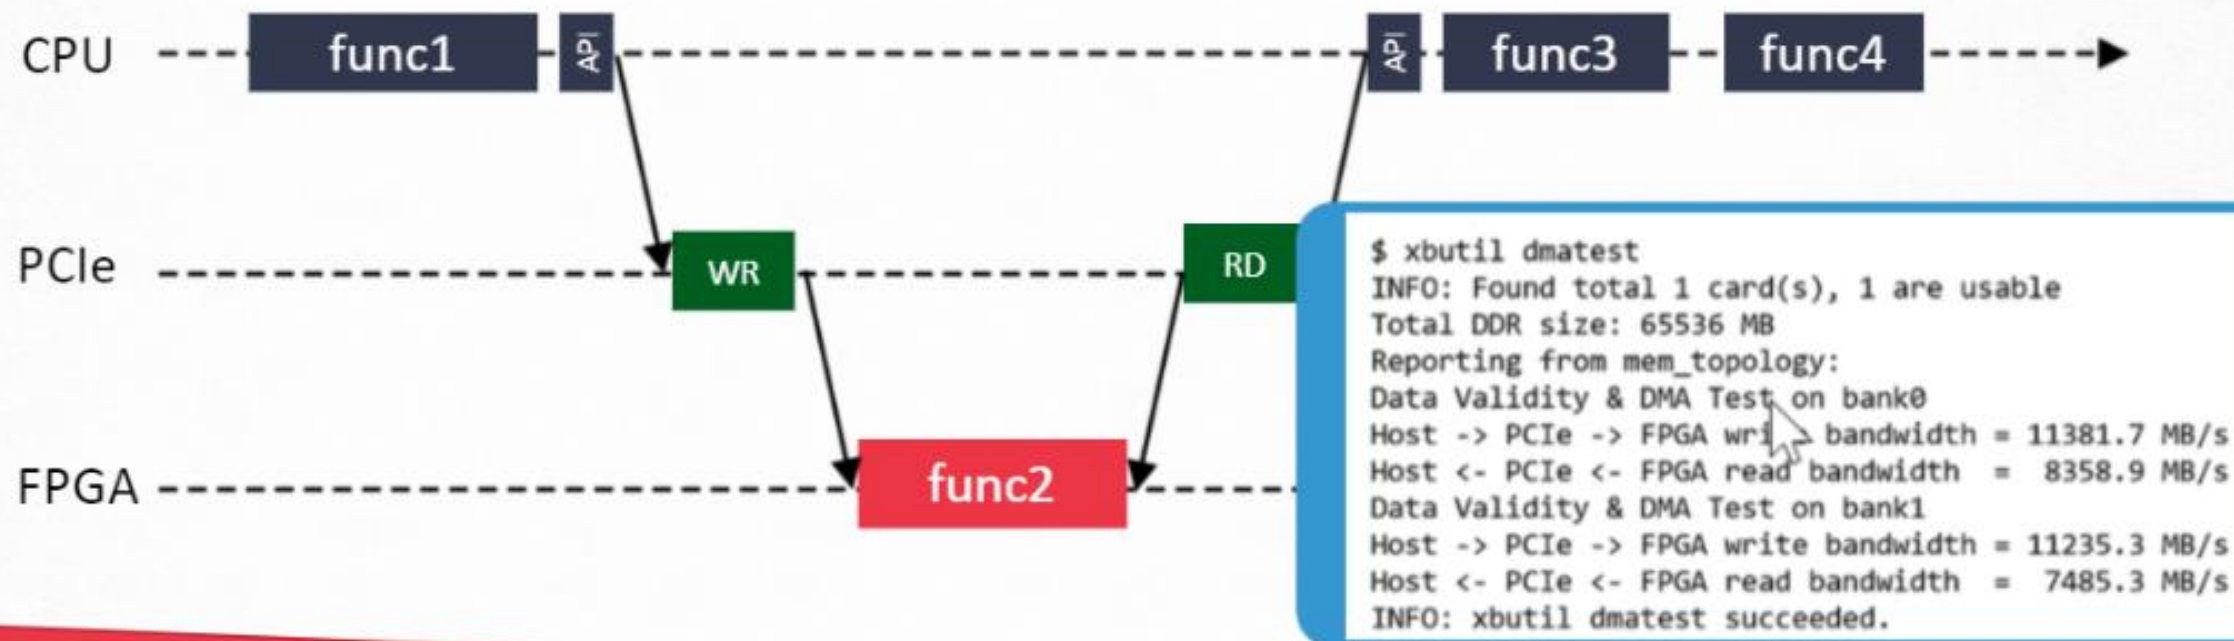 CPU func1 API API func3 func4
PCIe WR RD
FPGA func2
$ xbutil dmatest
INFO: Found total 1 card(s), 1 are usable
Total DDR size: 65536 MB
Reporting from mem_topology:
Data Validity & DMA Test on bank0
Host -> PCIe -> FPGA wri bandwidth = 11381.7 MB/s
Host <- PCIe <- FPGA read bandwidth = 8358.9 MB/s
Data Validity & DMA Test on bank1
Host -> PCIe -> FPGA write bandwidth = 11235.3 MB/s
Host <- PCIe <- FPGA read bandwidth = 7485.3 MB/s
INFO: xbutil dmatest succeeded.